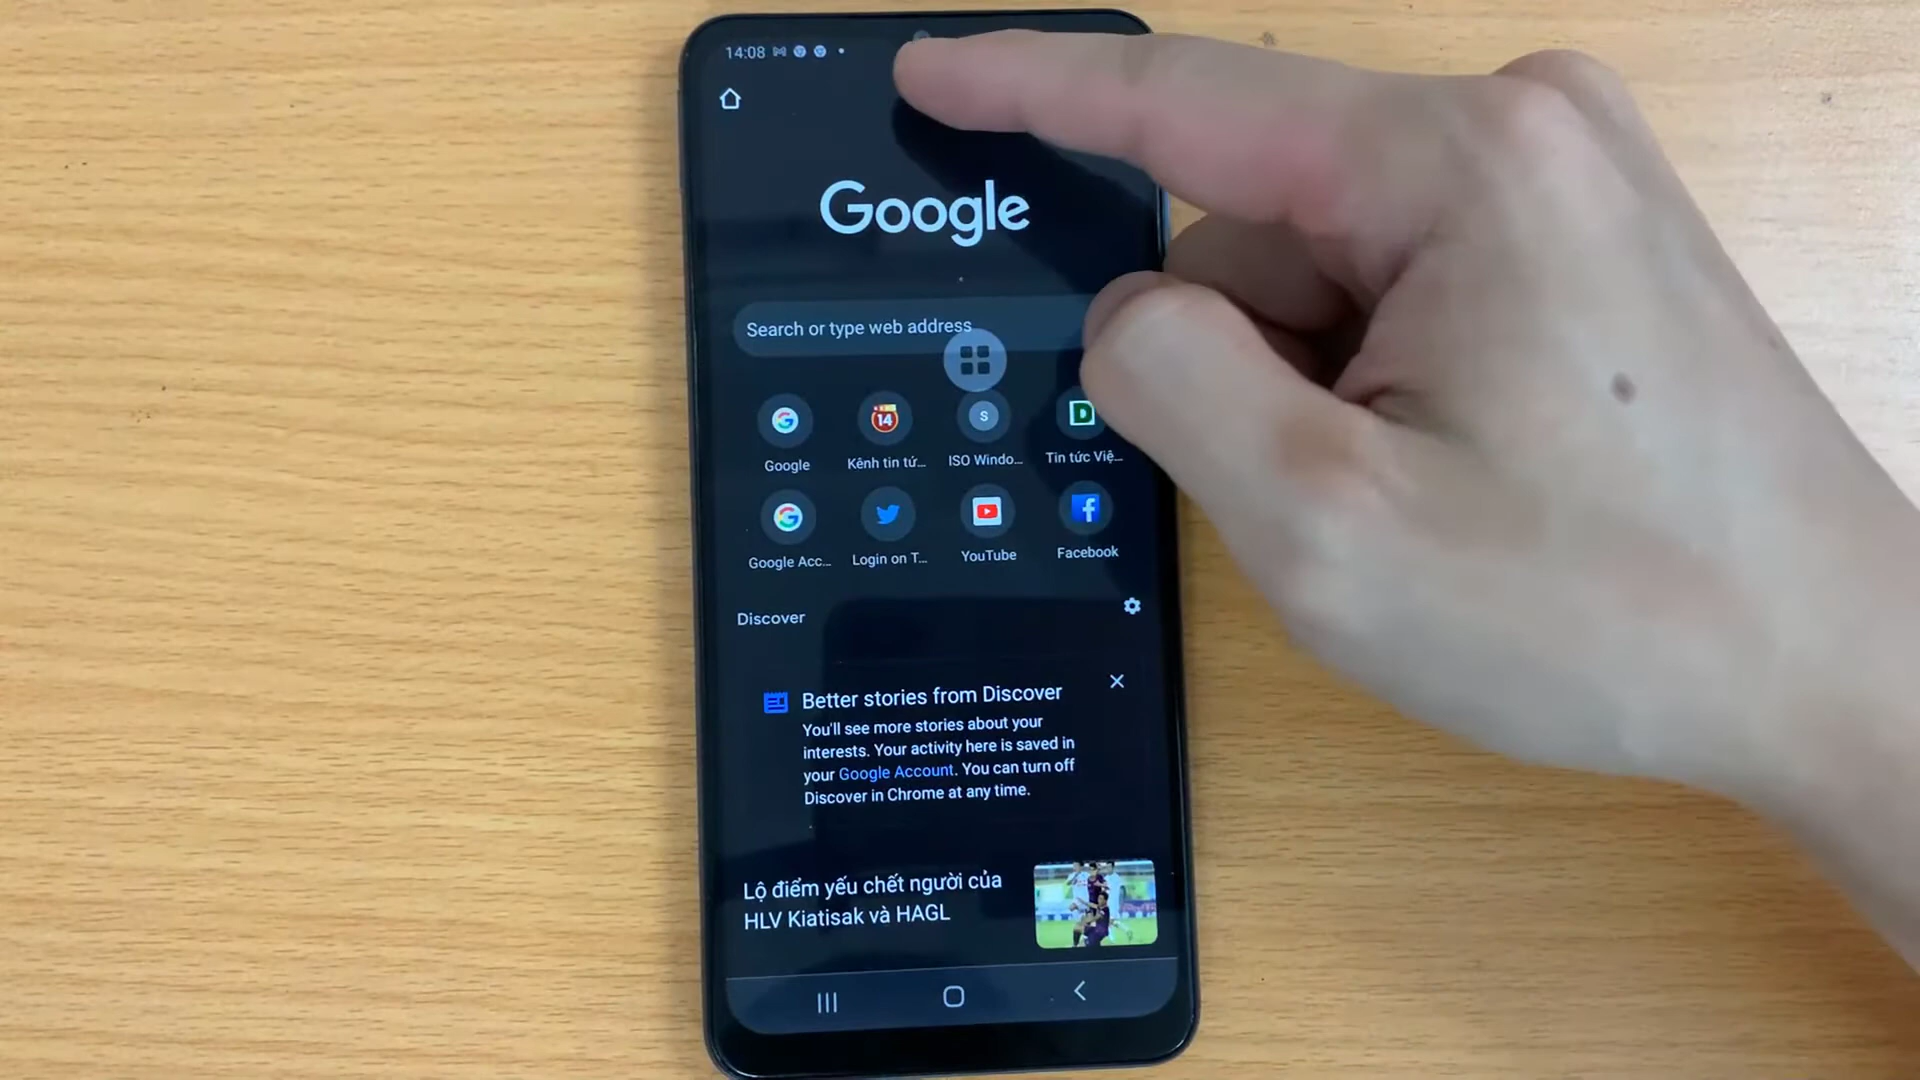 14:08
Google
Search or type web address
14
S
D
Google
Kênh tin tứ...
ISO Windo...
Tin tức Việ...
Google Acc...
Login on T...
YouTube
Facebook
Discover
Better stories from Discover
You'll see more stories about your
interests. Your activity here is saved in
your Google Account. You can turn off
Discover in Chrome at any time.
Lộ điểm yếu chết người của
HLV Kiatisak và HAGL